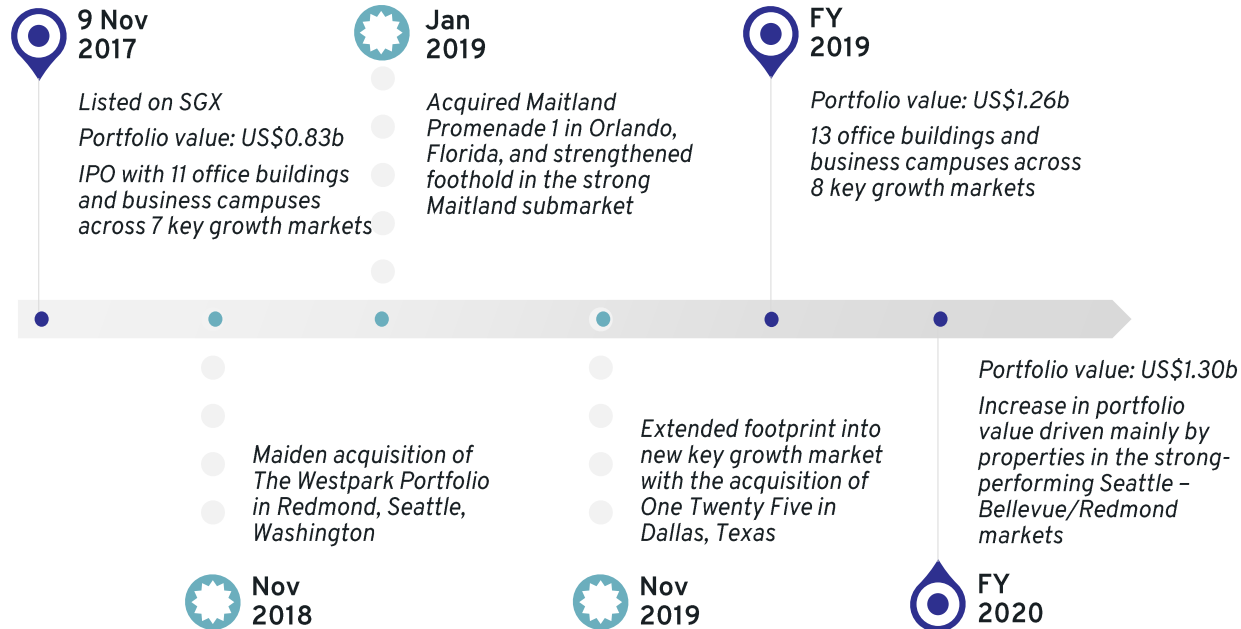 9 Nov
2017
Listed on SGX
Portfolio value: US$0.83b
IPO with 11 office buildings
and business campuses
across 7 key growth markets
Jan
2019
Acquired Maitland
Promenade 1 in Orlando,
Florida, and strengthened
foothold in the strong
Maitland submarket
FY
2019
Portfolio value: US$1.26b
13 office buildings and
business campuses across
8 key growth markets
Maiden acquisition of
The Westpark Portfolio
in Redmond, Seattle,
Washington
Nov
2018
Extended footprint into
new key growth market
with the acquisition of
One Twenty Five in
Dallas, Texas
Nov
2019
Portfolio value: US$1.30b
Increase in portfolio
value driven mainly by
properties in the strong-
performing Seattle –
Bellevue/Redmond
markets
FY
2020